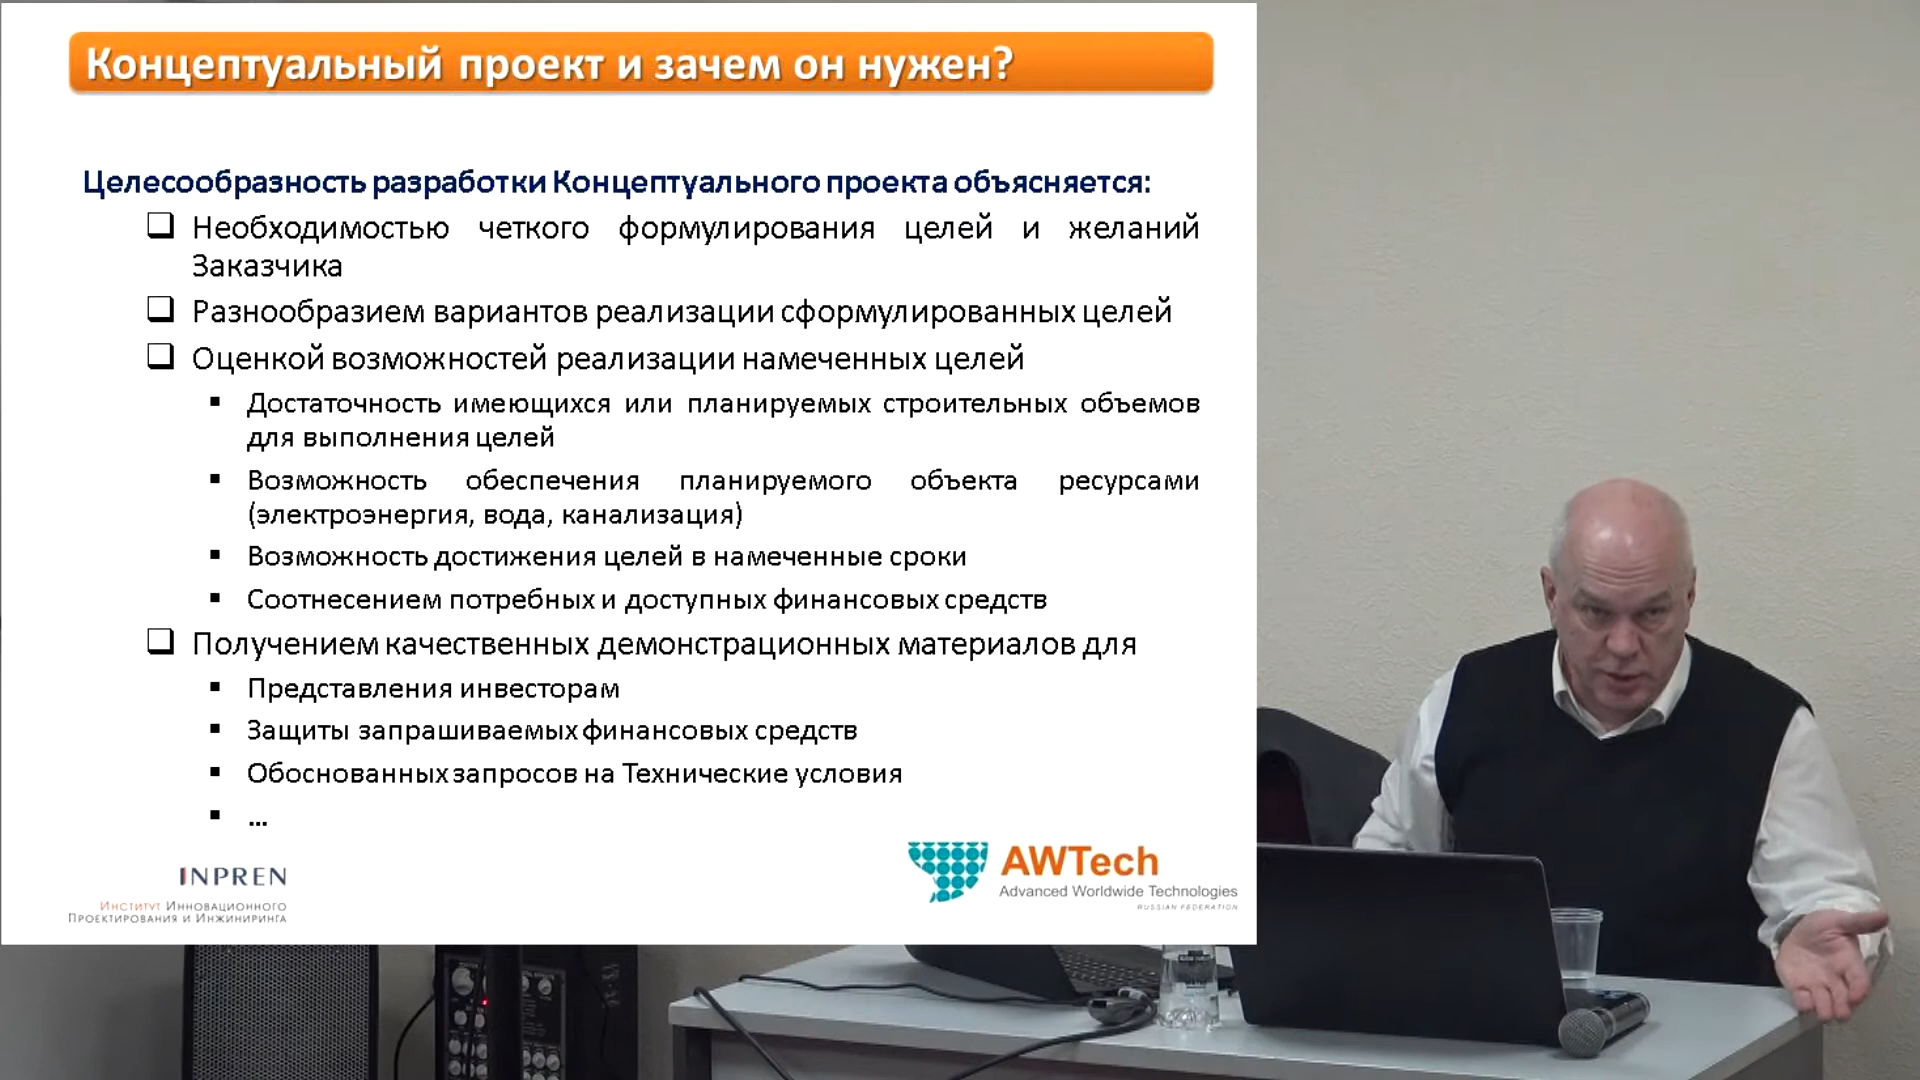 Концептуальный проект и зачем он нужен?
Целесообразность разработки Концептуального проекта объясняется:
Необходимостью четкого формулирования целей и желаний
Заказчика
Разнообразием вариантов реализации сформулированных целей
Оценкой возможностей реализации намеченных целей
Достаточность имеющихся или планируемых строительных объемов
для выполнения целей
Возможность обеспечения планируемого объекта ресурсами
(электроэнергия, вода, канализация)
Возможность достижения целей в намеченные сроки
Соотнесением потребных и доступных финансовых средств
Получением качественных демонстрационных материалов для
Представления инвесторам
Защиты запрашиваемых финансовых средств
Обоснованных запросов на Технические условия
...
INPREN
Институт Инновационного
Проектирования и Инжиниринга
AWTech
Advanced Worldwide Technologies
RUSSIAN FEDERATION